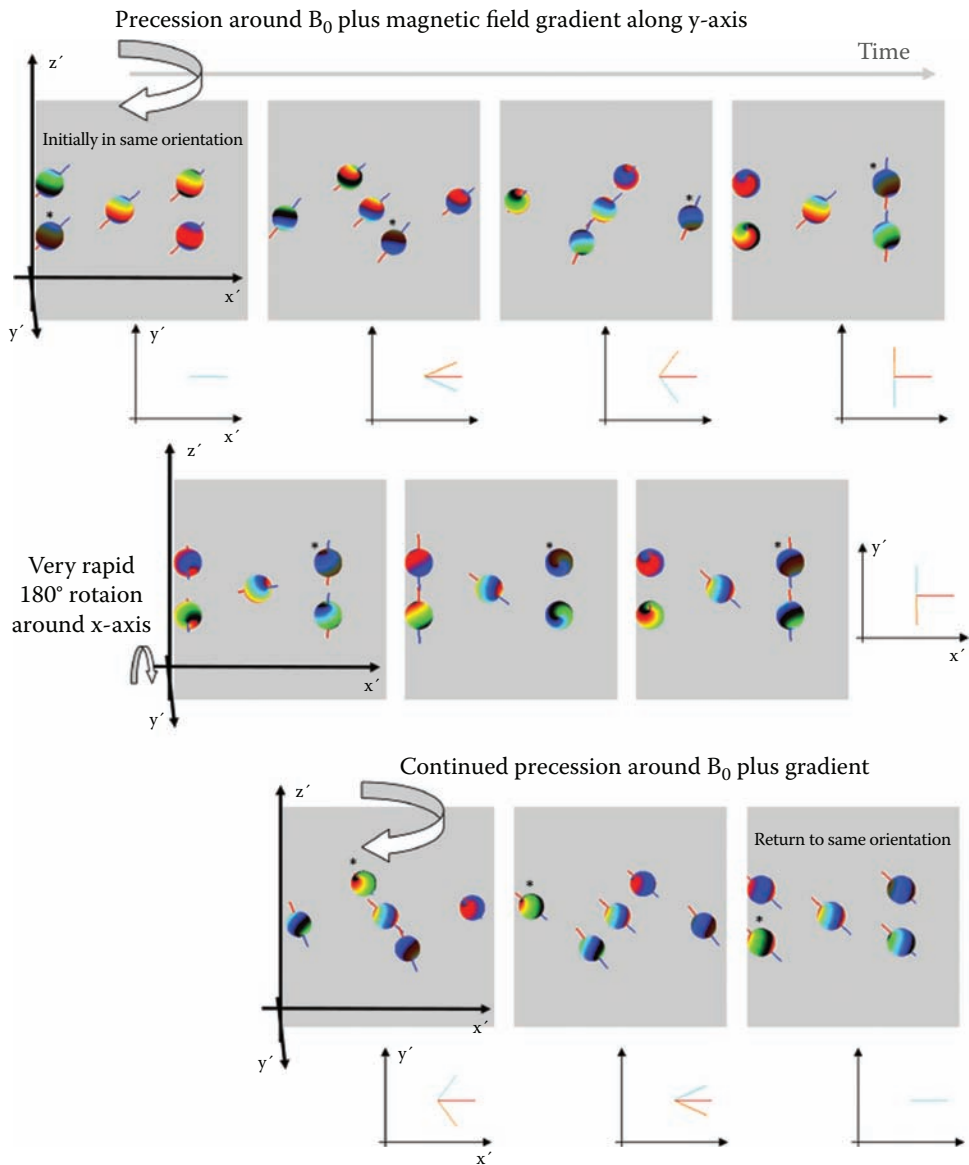 Precession around B₀ plus magnetic field gradient along y-axis
z´
Time
Initially in same orientation
*
*
*
*
x´
y´
y´
x´
z´
Very rapid
180° rotaion
around x-axis
*
*
*
x´
y´
y´
x´
Continued precession around B₀ plus gradient
z´
Return to same orientation
*
*
*
x´
y´
y´
x´